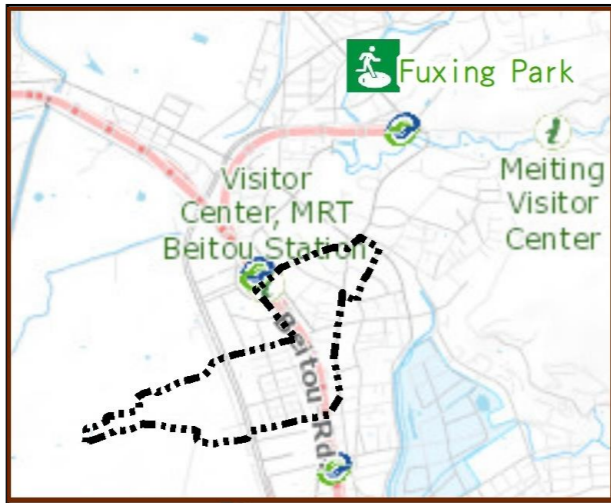 Fuxing Park
Visitor
Center, MRT
Beitou Station
Meiting
Visitor
Center
Beitou Rd.